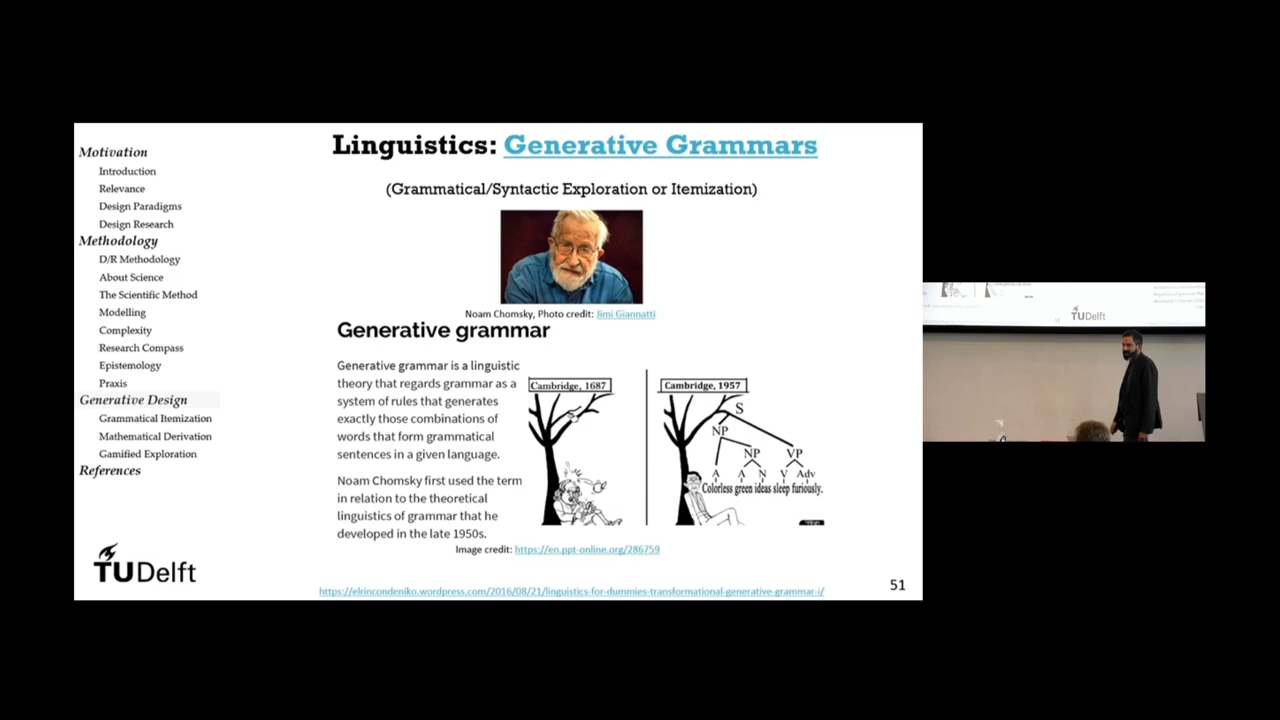 Linguistics: Generative Grammars
(Grammatical/Syntactic Exploration or Itemization)
Motivation
Introduction
Relevance
Design Paradigms
Design Research
Methodology
D/R Methodology
About Science
The Scientific Method
Modelling
Complexity
Research Compass
Epistemology
Praxis
Generative Design
Grammatical Itemization
Mathematical Derivation
Gamified Exploration
References
Noam Chomsky, Photo credit: Jimi Giannatti
Generative grammar
Generative grammar is a linguistic
theory that regards grammar as a
system of rules that generates
exactly those combinations of
words that form grammatical
sentences in a given language.
Noam Chomsky first used the term
in relation to the theoretical
linguistics of grammar that he
developed in the late 1950s.
Cambridge, 1687
Cambridge, 1957
S
NP
NP VP
A A N V Adv
Colorless green ideas sleep furiously.
Image credit: https://en.ppt-online.org/286759
TUDelft
https://elrincondeniko.wordpress.com/2016/08/21/linguistics-for-dummies-transformational-generative-grammar-i/
51
TUDelft